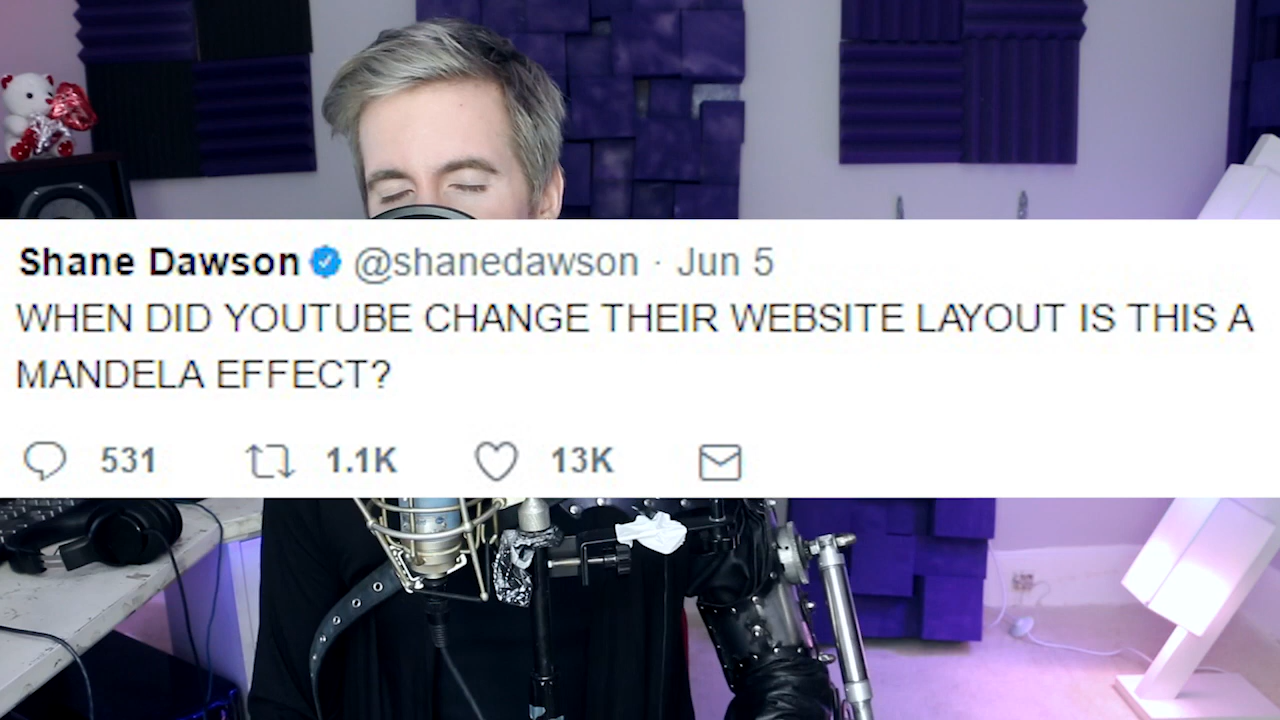 Shane Dawson @shanedawson · Jun 5
WHEN DID YOUTUBE CHANGE THEIR WEBSITE LAYOUT IS THIS A
MANDELA EFFECT?
531 1.1K 13K